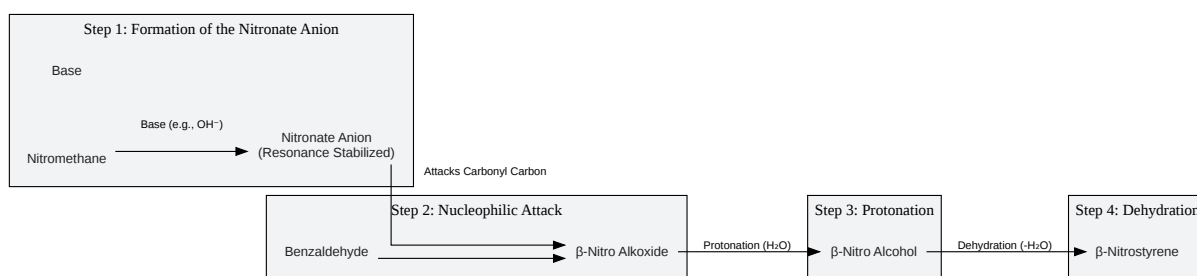 Step 1: Formation of the Nitronate Anion
Base
Base (e.g., OH⁻)
Nitromethane
Nitronate Anion
(Resonance Stabilized)
Attacks Carbonyl Carbon
Step 2: Nucleophilic Attack
Benzaldehyde
β-Nitro Alkoxide
Protonation (H₂O)
Step 3: Protonation
β-Nitro Alcohol
Dehydration (-H₂O)
Step 4: Dehydration
β-Nitrostyrene